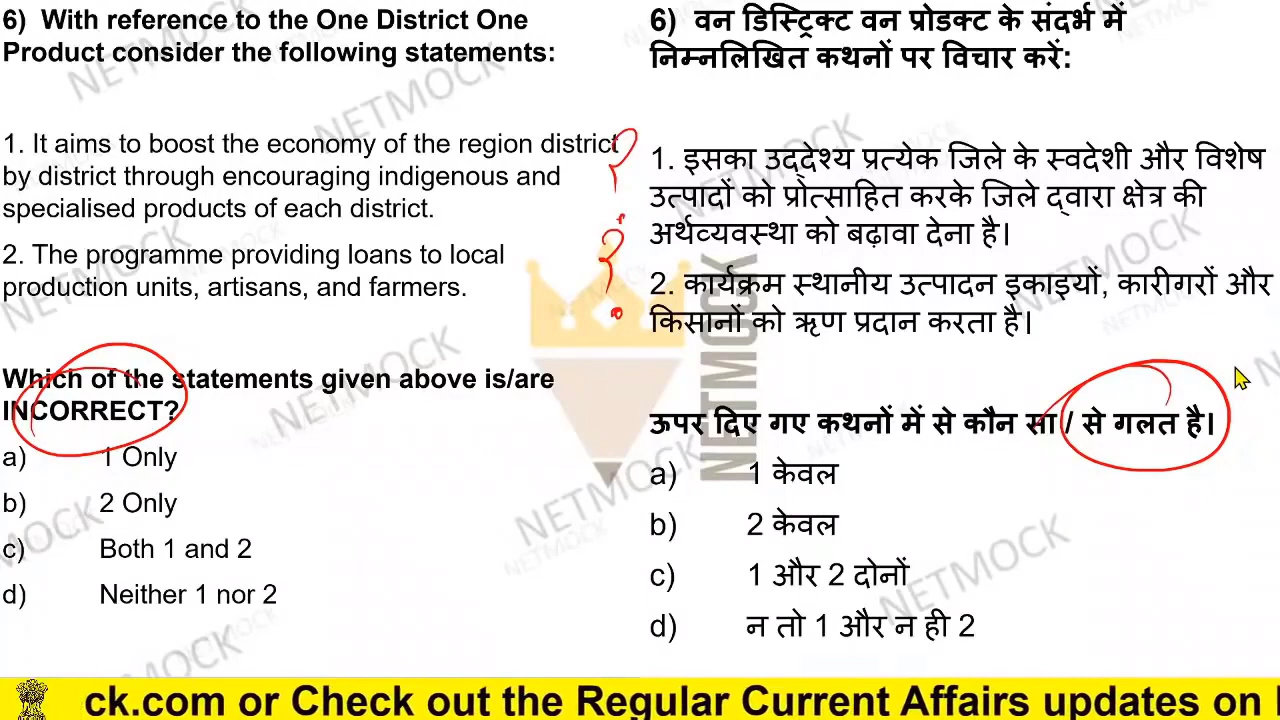 6) With reference to the One District One
Product consider the following statements:
1. It aims to boost the economy of the region district
by district through encouraging indigenous and
specialised products of each district.
2. The programme providing loans to local
production units, artisans, and farmers.
Which of the statements given above is/are
INCORRECT?
a) 1 Only
b) 2 Only
c) Both 1 and 2
d) Neither 1 nor 2
6) वन डिस्ट्रिक्ट वन प्रोडक्ट के संदर्भ में
निम्नलिखित कथनों पर विचार करें:
1. इसका उद्देश्य प्रत्येक जिले के स्वदेशी और विशेष
उत्पादों को प्रोत्साहित करके जिले द्वारा क्षेत्र की
अर्थव्यवस्था को बढ़ावा देना है।
2. कार्यक्रम स्थानीय उत्पादन इकाइयों, कारीगरों और
किसानों को ऋण प्रदान करता है।
ऊपर दिए गए कथनों में से कौन सा / से गलत है।
a) 1 केवल
b) 2 केवल
c) 1 और 2 दोनों
d) न तो 1 और न ही 2
NETMOCK
ck.com or Check out the Regular Current Affairs updates on